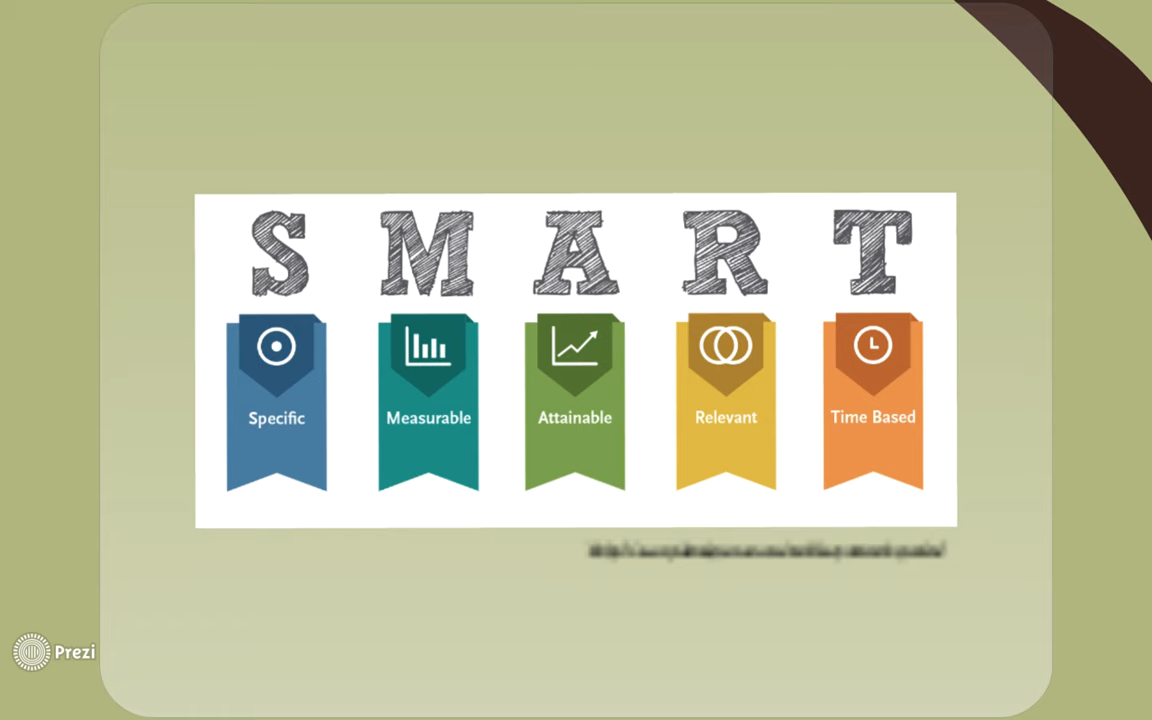 S M A R T
Specific Measurable Attainable Relevant Time Based
Prezi